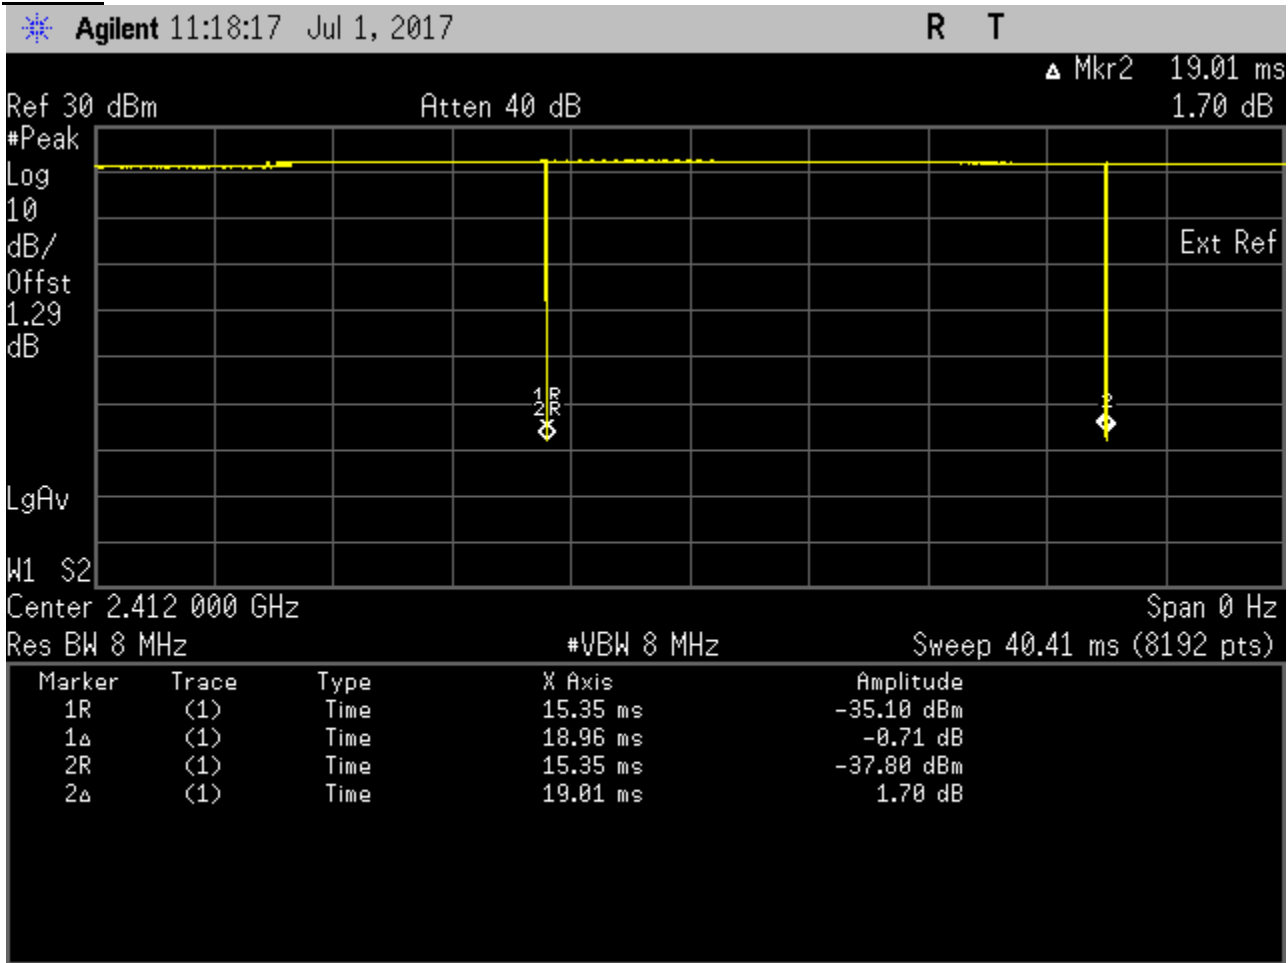 Agilent 11:18:17 Jul 1, 2017 R T
Δ Mkr2 19.01 ms
Ref 30 dBm Atten 40 dB 1.70 dB
#Peak
Log
10
dB/
Offst
1.29
dB
Ext Ref
1R
2R
2
LgAv
W1 S2
Center 2.412 000 GHz Span 0 Hz
Res BW 8 MHz #VBW 8 MHz Sweep 40.41 ms (8192 pts)
Marker Trace Type X Axis Amplitude
1R (1) Time 15.35 ms -35.10 dBm
1Δ (1) Time 18.96 ms -0.71 dB
2R (1) Time 15.35 ms -37.80 dBm
2Δ (1) Time 19.01 ms 1.70 dB